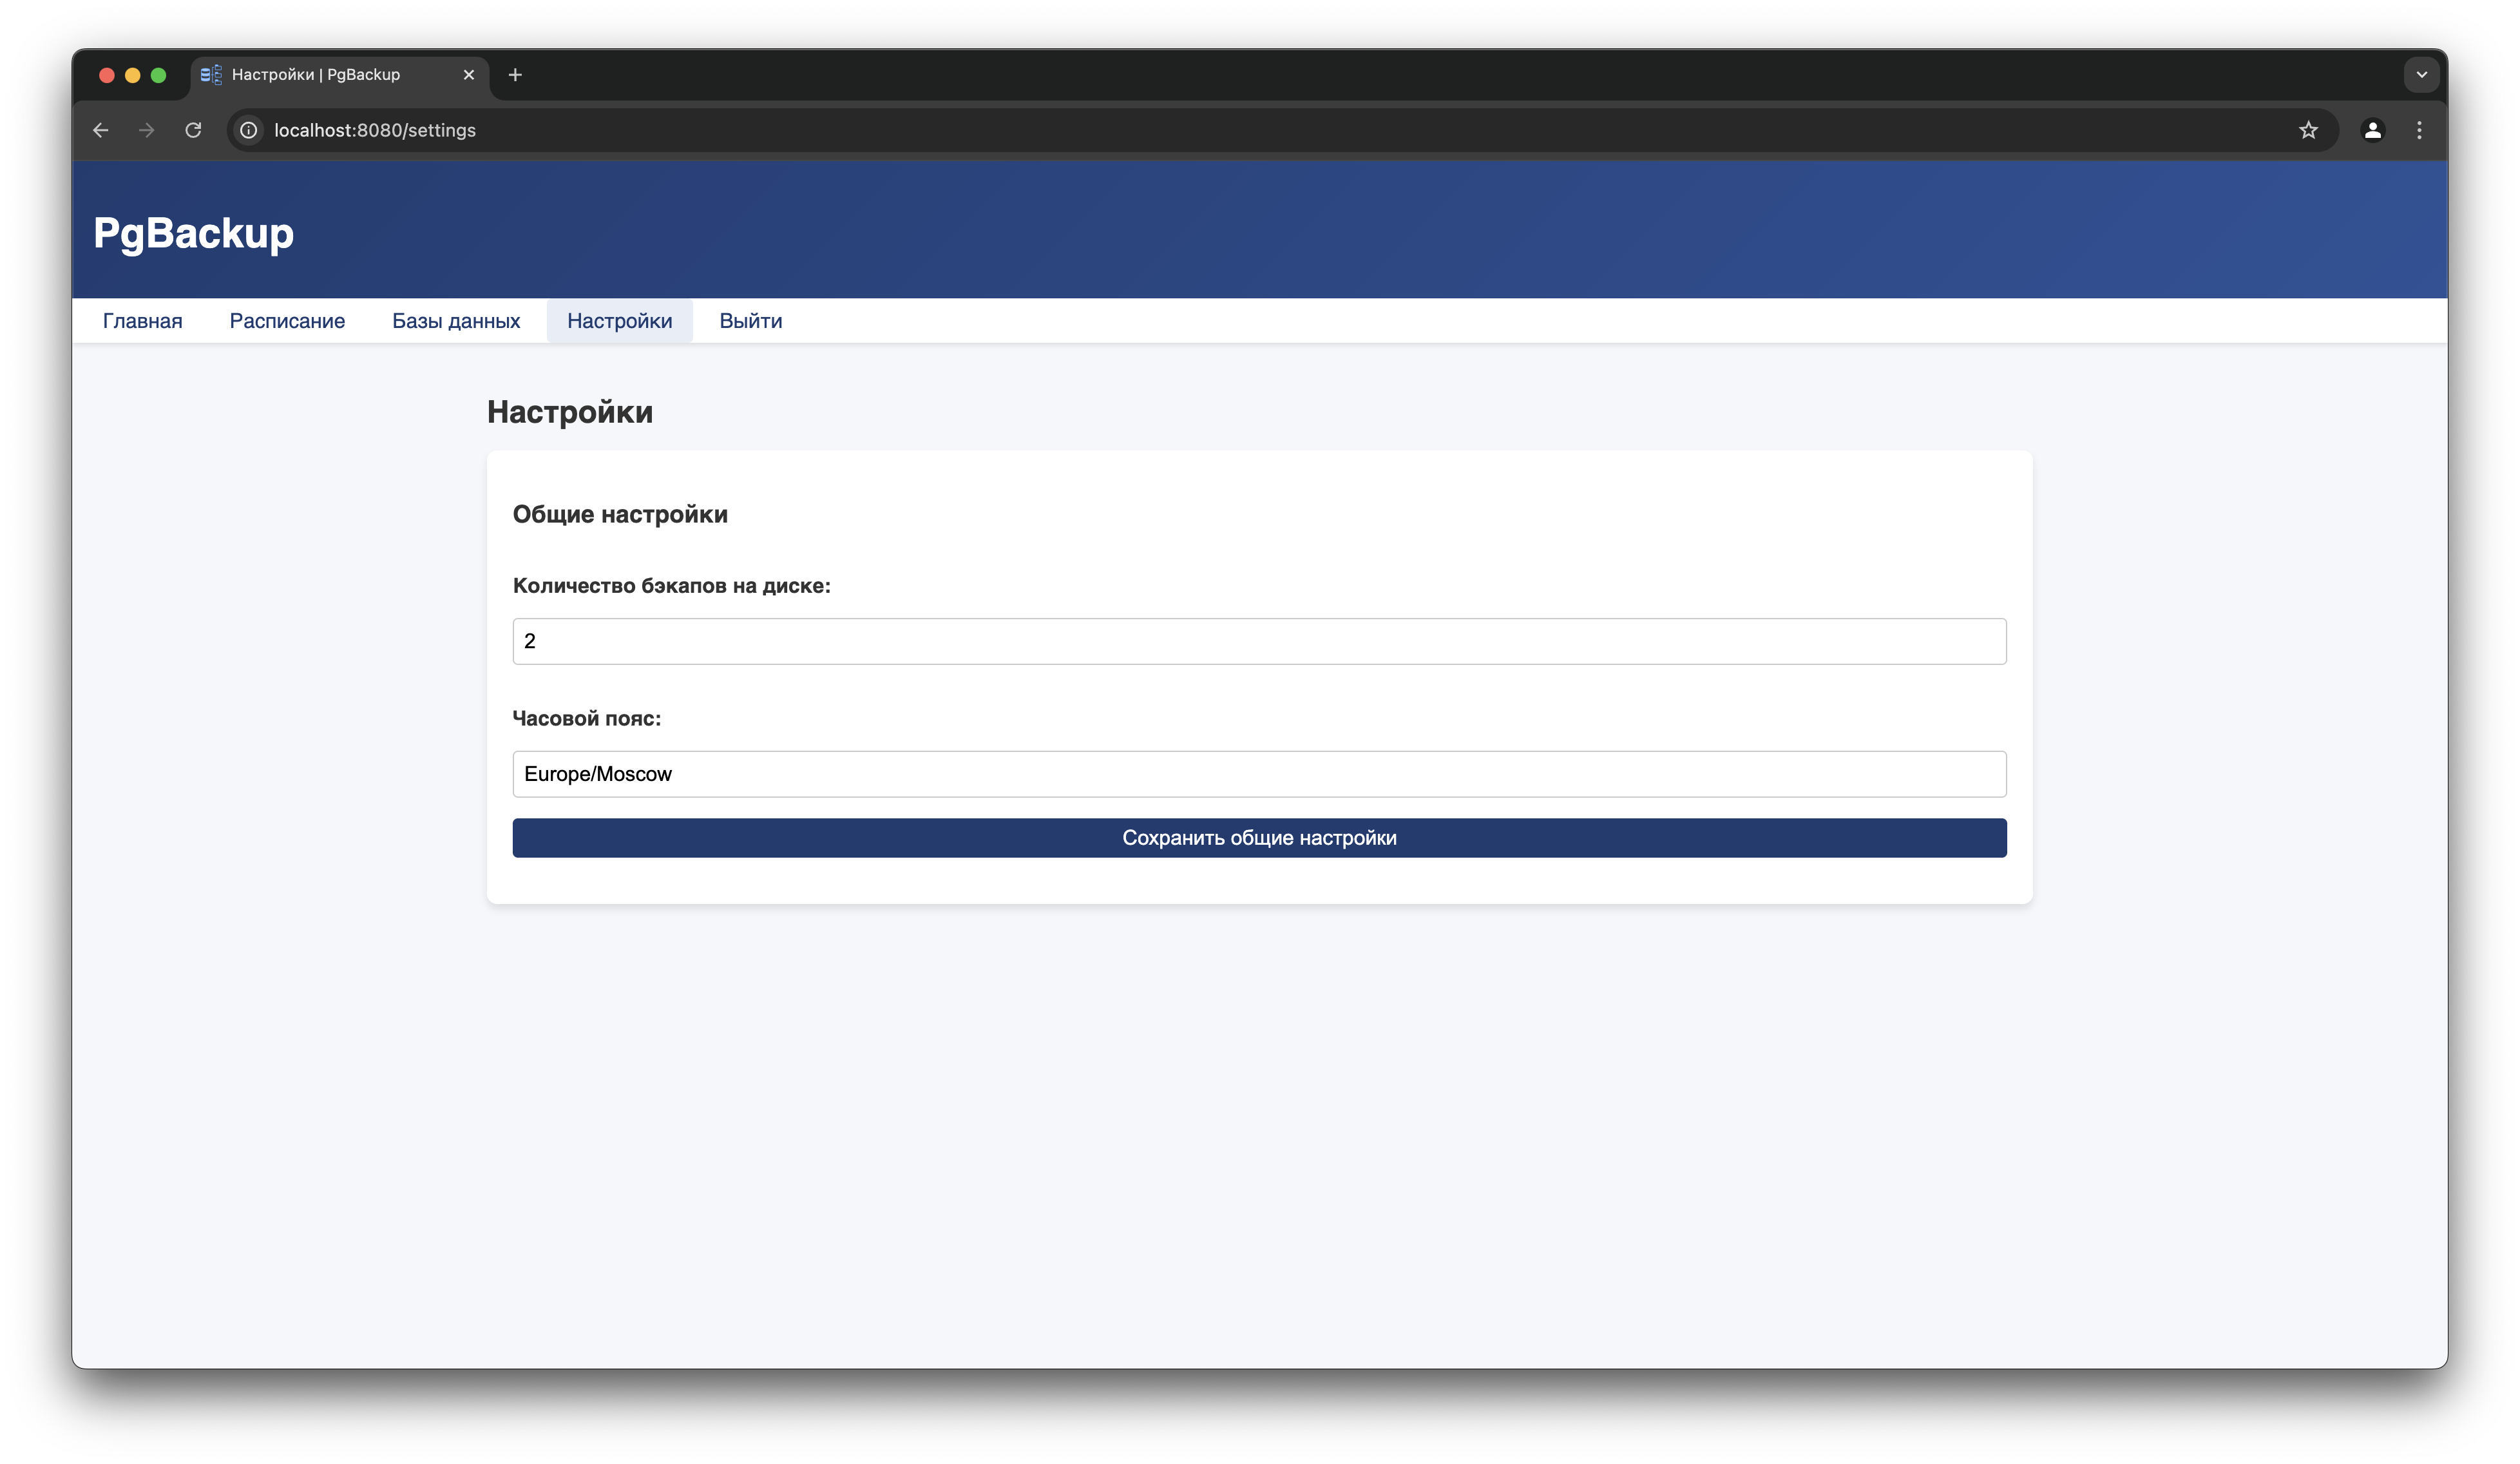 Настройки | PgBackup
localhost:8080/settings
PgBackup
Главная Расписание Базы данных Настройки Выйти
Настройки
Общие настройки
Количество бэкапов на диске:
2
Часовой пояс:
Europe/Moscow
Сохранить общие настройки